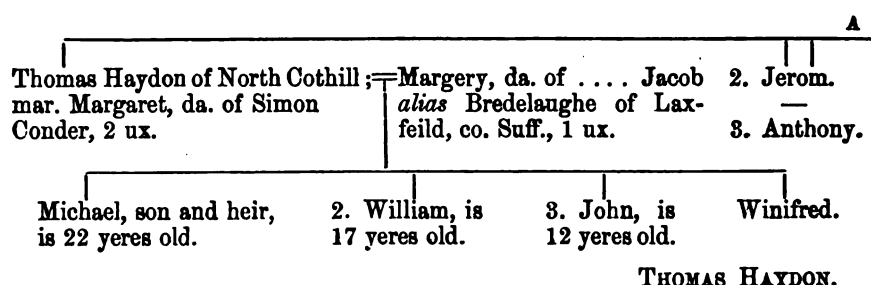 A
Thomas Haydon of North Cothill;
mar. Margaret, da. of Simon
Conder, 2 ux.
Margery, da. of .... Jacob
alias Bredelaughe of Lax-
feild, co. Suff., 1 ux.
2. Jerom.
—
3. Anthony.
Michael, son and heir,
is 22 yeres old.
2. William, is
17 yeres old.
3. John, is
12 yeres old.
Winifred.
THOMAS HAYDON.